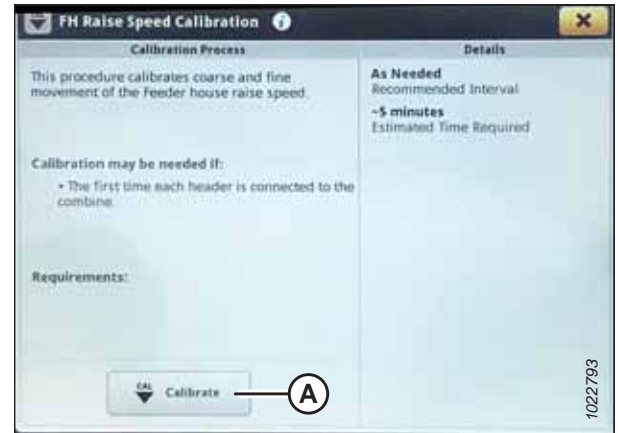 FH Raise Speed Calibration i
Calibration Process
This procedure calibrates coarse and fine
movement of the Feeder house raise speed.
Calibration may be needed if:
• The first time each header is connected to the
combine.
Requirements:
CAL Calibrate
A
Details
As Needed
Recommended Interval
~5 minutes
Estimated Time Required
1022793